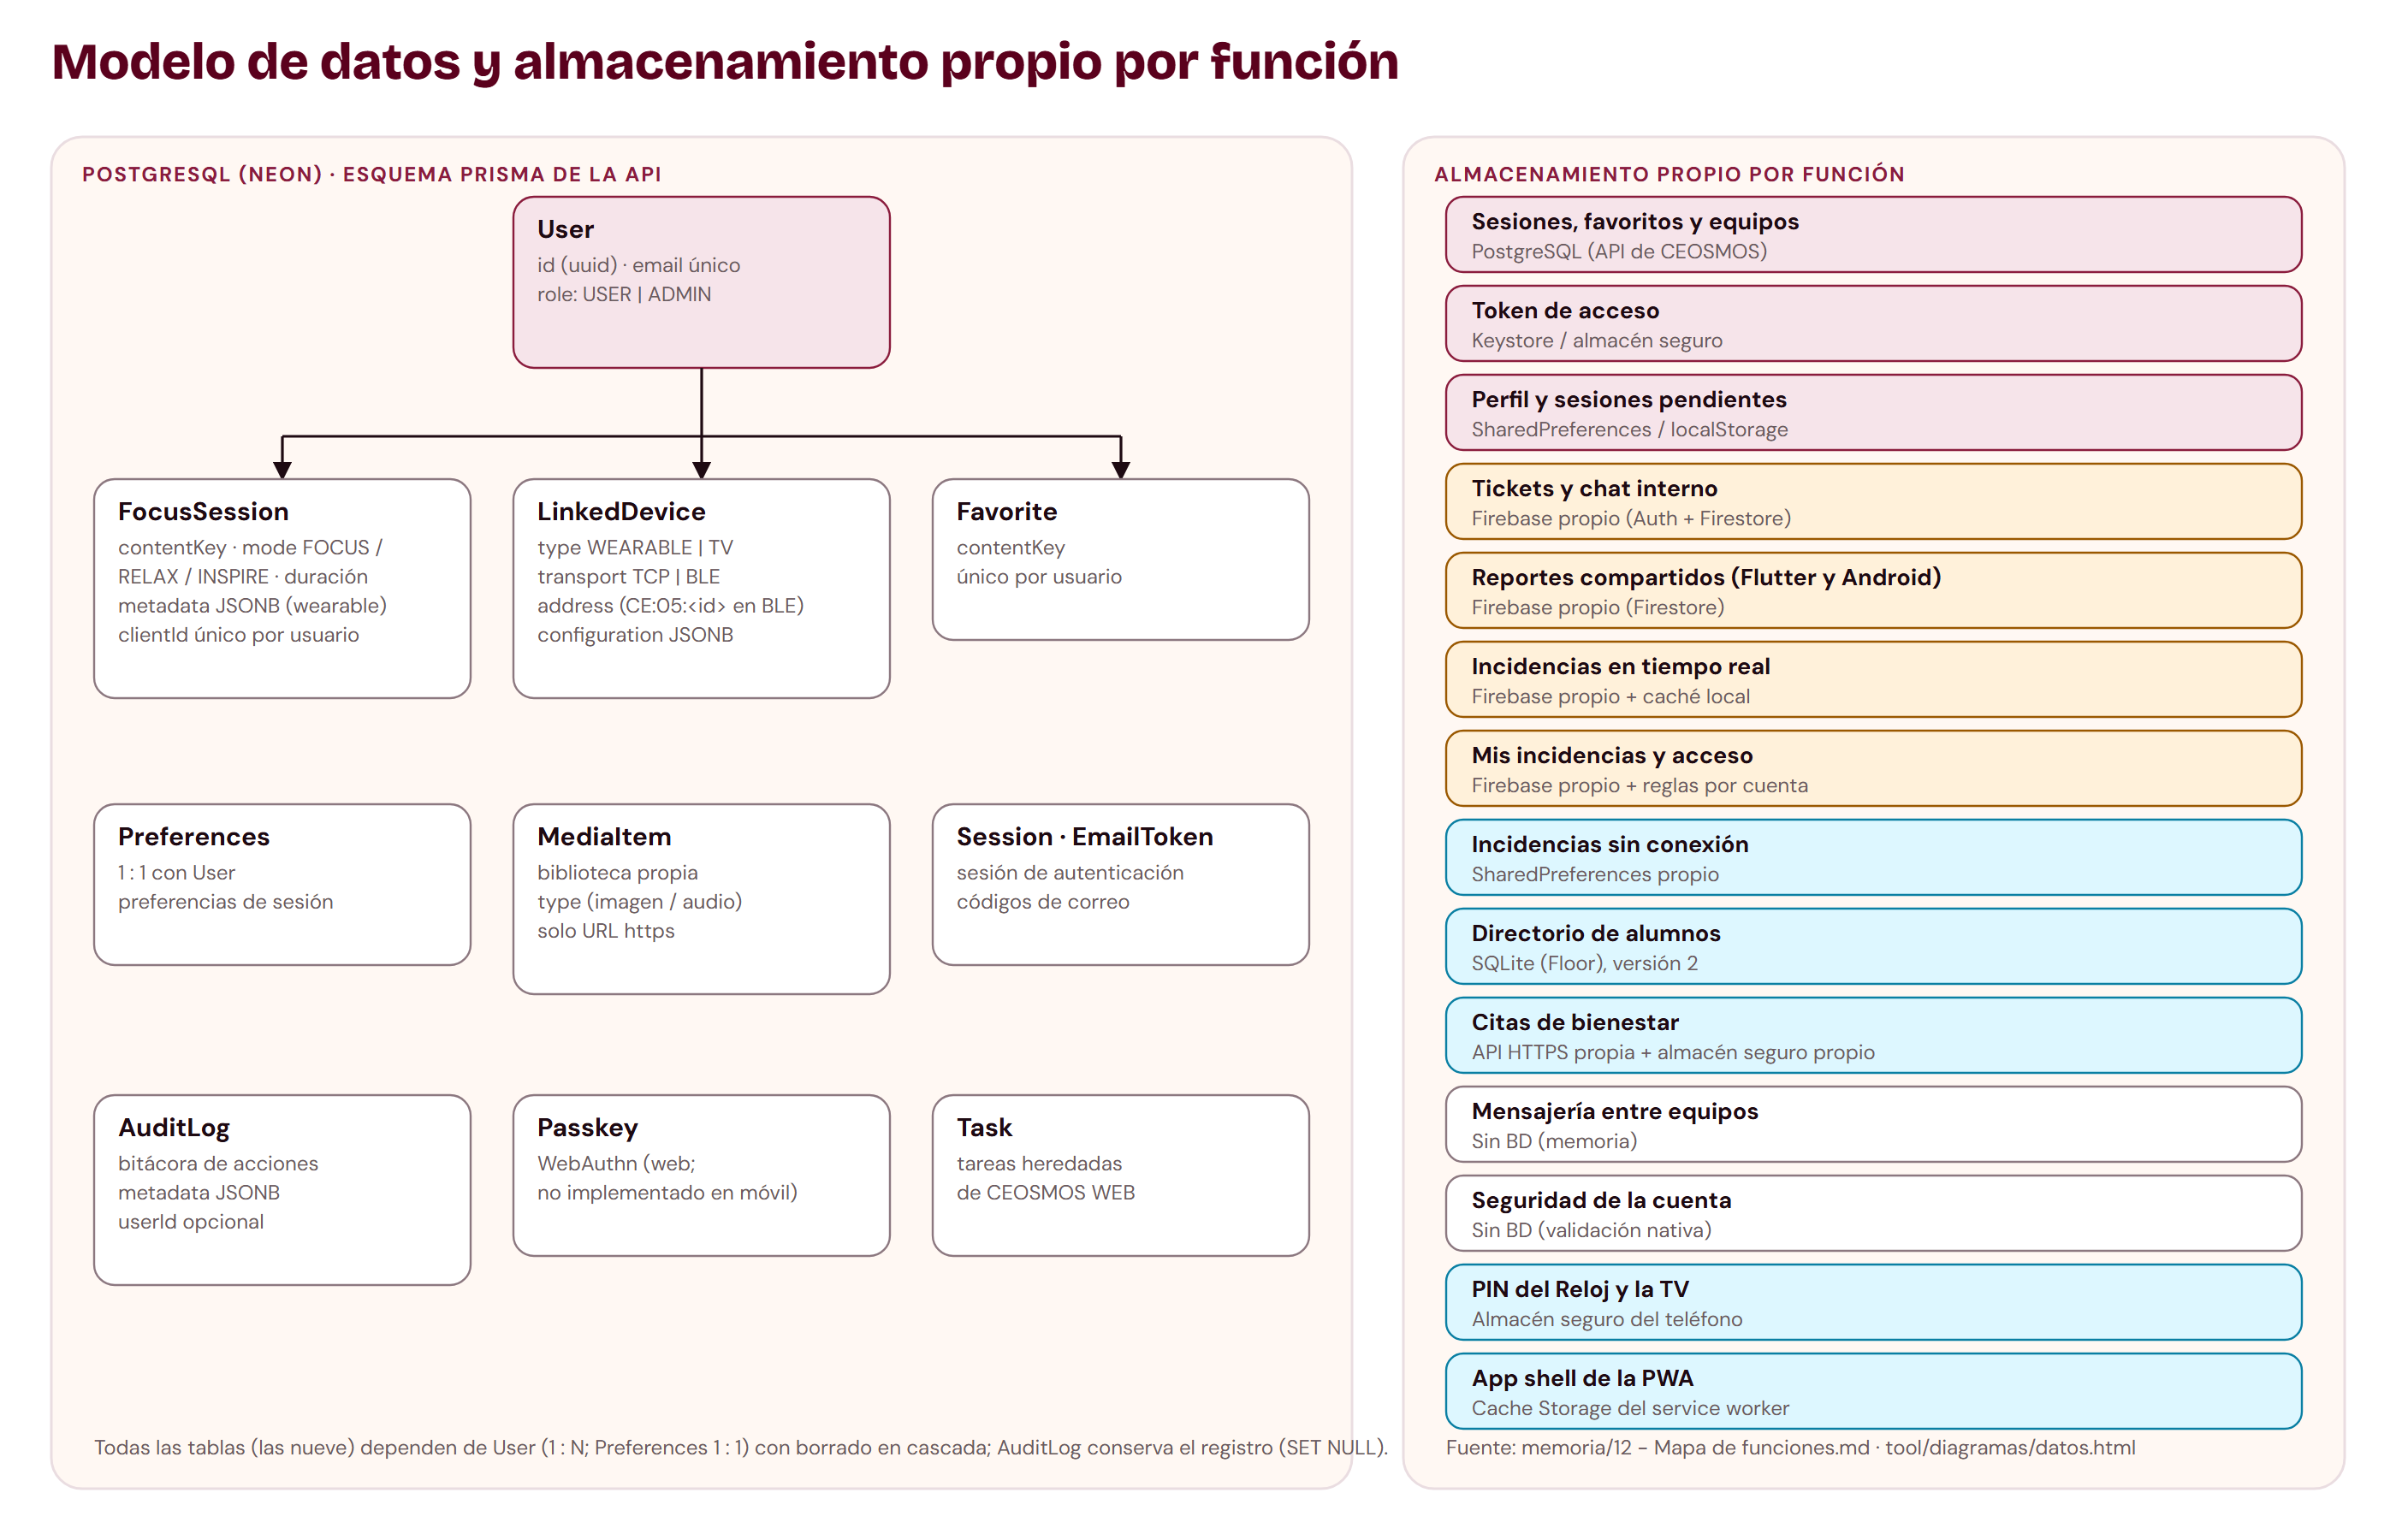 Modelo de datos y almacenamiento propio por función
POSTGRESQL (NEON) · ESQUEMA PRISMA DE LA API
User
id (uuid) · email único
role: USER | ADMIN
FocusSession
contentKey · mode FOCUS /
RELAX / INSPIRE · duración
metadata JSONB (wearable)
clientId único por usuario
LinkedDevice
type WEARABLE | TV
transport TCP | BLE
address (CE:05:<id> en BLE)
configuration JSONB
Favorite
contentKey
único por usuario
Preferences
1 : 1 con User
preferencias de sesión
MediaItem
biblioteca propia
type (imagen / audio)
solo URL https
Session · EmailToken
sesión de autenticación
códigos de correo
AuditLog
bitácora de acciones
metadata JSONB
userId opcional
Passkey
WebAuthn (web;
no implementado en móvil)
Task
tareas heredadas
de CEOSMOS WEB
Todas las tablas (las nueve) dependen de User (1 : N; Preferences 1 : 1) con borrado en cascada; AuditLog conserva el registro (SET NULL).
ALMACENAMIENTO PROPIO POR FUNCIÓN
Sesiones, favoritos y equipos
PostgreSQL (API de CEOSMOS)
Token de acceso
Keystore / almacén seguro
Perfil y sesiones pendientes
SharedPreferences / localStorage
Tickets y chat interno
Firebase propio (Auth + Firestore)
Reportes compartidos (Flutter y Android)
Firebase propio (Firestore)
Incidencias en tiempo real
Firebase propio + caché local
Mis incidencias y acceso
Firebase propio + reglas por cuenta
Incidencias sin conexión
SharedPreferences propio
Directorio de alumnos
SQLite (Floor), versión 2
Citas de bienestar
API HTTPS propia + almacén seguro propio
Mensajería entre equipos
Sin BD (memoria)
Seguridad de la cuenta
Sin BD (validación nativa)
PIN del Reloj y la TV
Almacén seguro del teléfono
App shell de la PWA
Cache Storage del service worker
Fuente: memoria/12 - Mapa de funciones.md · tool/diagramas/datos.html